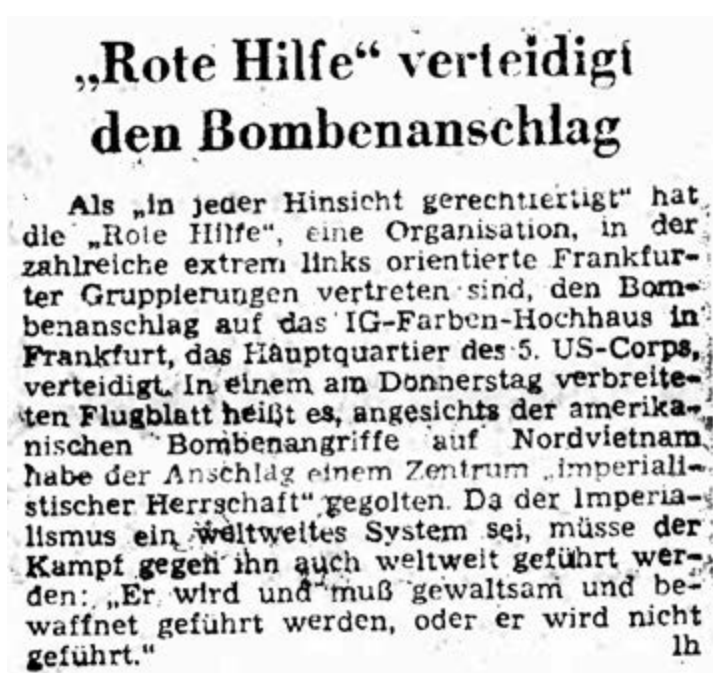 „Rote Hilfe“ verteidigt
den Bombenanschlag
Als „in jeder Hinsicht gerechtfertigt“ hat
die „Rote Hilfe“, eine Organisation, in der
zahlreiche extrem links orientierte Frankfur-
ter Gruppierungen vertreten sind, den Bom-
benanschlag auf das IG-Farben-Hochhaus in
Frankfurt, das Hauptquartier des 5. US-Corps,
verteidigt. In einem am Donnerstag verbreite-
ten Flugblatt heißt es, angesichts der amerika-
nischen Bombenangriffe auf Nordvietnam
habe der Anschlag einem Zentrum „imperiali-
stischer Herrschaft“ gegolten. Da der Imperia-
lismus ein weltweites System sei, müsse der
Kampf gegen ihn auch weltweit geführt wer-
den: „Er wird und muß gewaltsam und be-
waffnet geführt werden, oder er wird nicht
geführt.“ lh